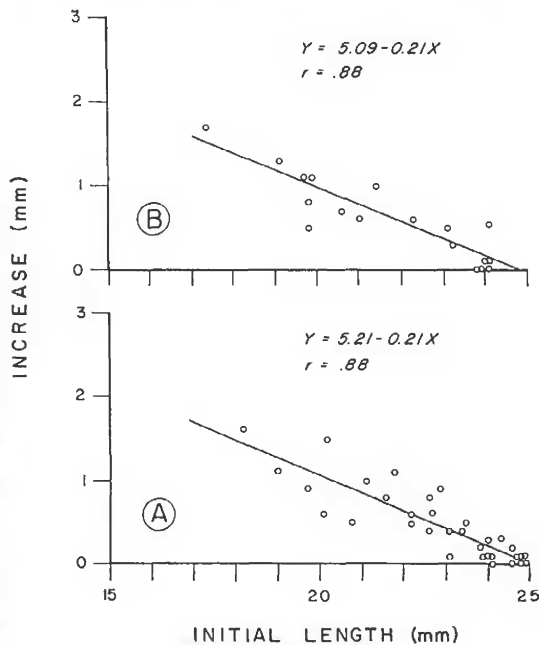 3
Y = 5.09-0.21X
r = .88
2
1
B
0
INCREASE (mm)
3
Y = 5.21-0.21X
r = .88
2
1
A
0
15 20 25
INITIAL LENGTH (mm)